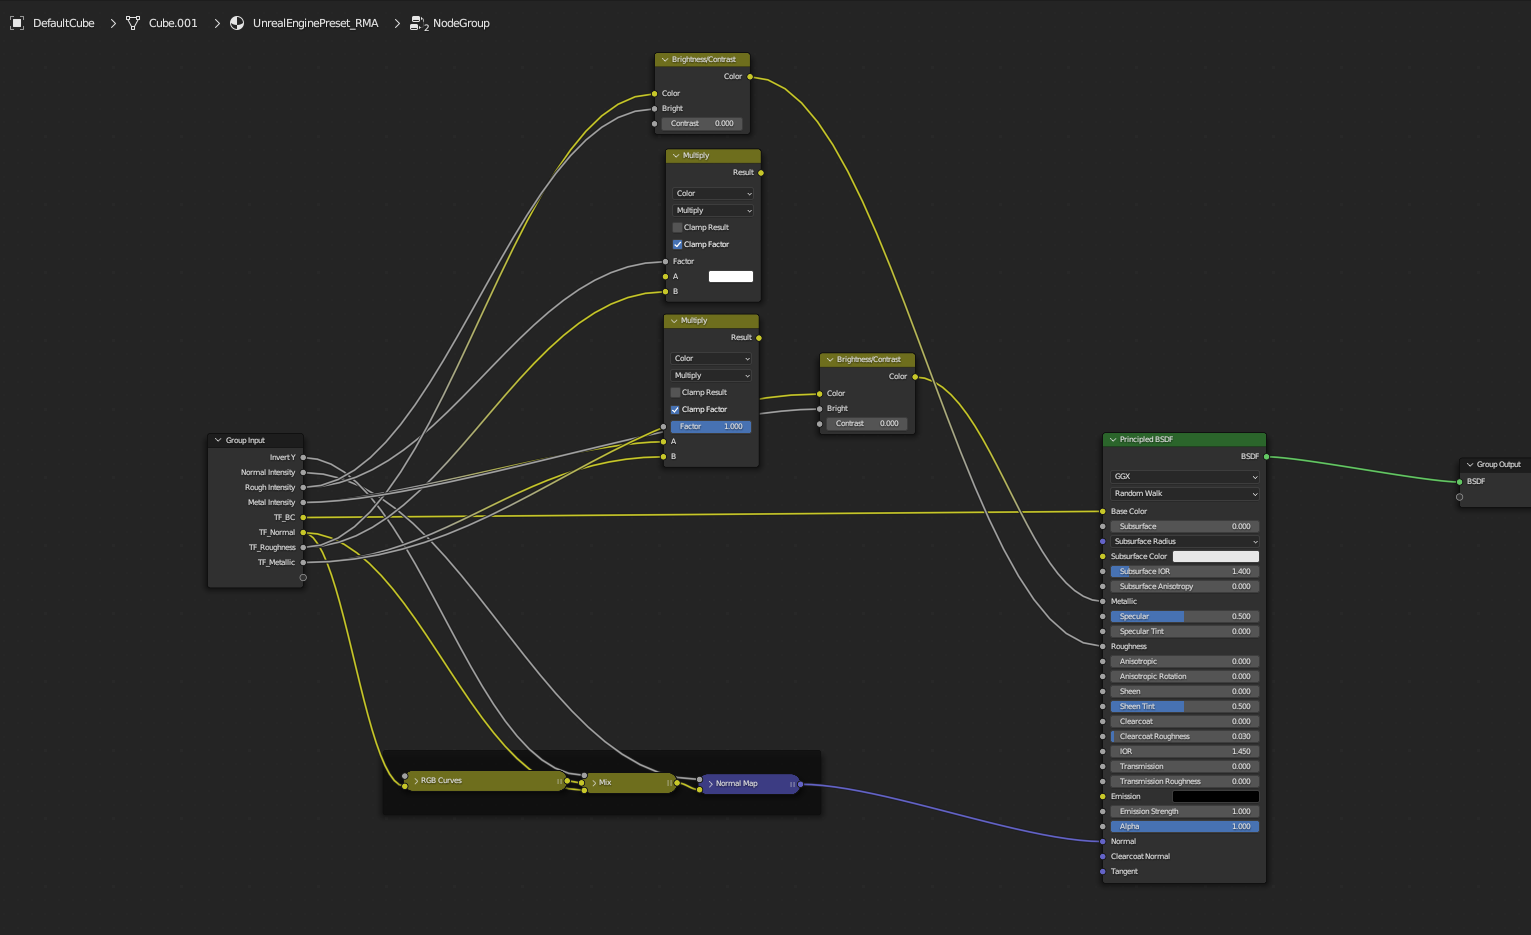 DefaultCube > Cube.001 > UnrealEnginePreset_RMA > 2 NodeGroup
Brightness/Contrast
Color
Color
Bright
Contrast 0.000
Multiply
Result
Color
Multiply
Clamp Result
Clamp Factor
Factor
A
B
Multiply
Result
Color
Multiply
Clamp Result
Clamp Factor
Factor 1.000
A
B
Brightness/Contrast
Color
Color
Bright
Contrast 0.000
Group Input
Invert Y
Normal Intensity
Rough Intensity
Metal Intensity
TF_BC
TF_Normal
TF_Roughness
TF_Metallic
RGB Curves
Mix
Normal Map
Principled BSDF
BSDF
GGX
Random Walk
Base Color
Subsurface 0.000
Subsurface Radius
Subsurface Color
Subsurface IOR 1.400
Subsurface Anisotropy 0.000
Metallic
Specular 0.500
Specular Tint 0.000
Roughness
Anisotropic 0.000
Anisotropic Rotation 0.000
Sheen 0.000
Sheen Tint 0.500
Clearcoat 0.000
Clearcoat Roughness 0.030
IOR 1.450
Transmission 0.000
Transmission Roughness 0.000
Emission
Emission Strength 1.000
Alpha 1.000
Normal
Clearcoat Normal
Tangent
Group Output
BSDF